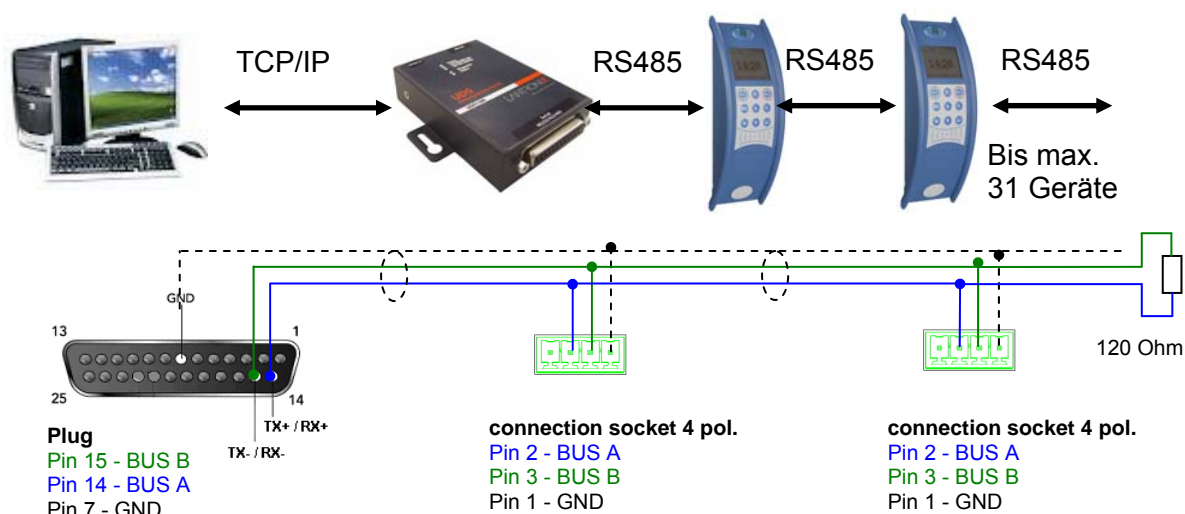 TCP/IP
RS485
RS485
RS485
UDS
Bis max.
31 Geräte
GND
13
1
25
14
TX+ / RX+
TX- / RX-
120 Ohm
Plug
Pin 15 - BUS B
Pin 14 - BUS A
Pin 7 - GND
connection socket 4 pol.
Pin 2 - BUS A
Pin 3 - BUS B
Pin 1 - GND
connection socket 4 pol.
Pin 2 - BUS A
Pin 3 - BUS B
Pin 1 - GND